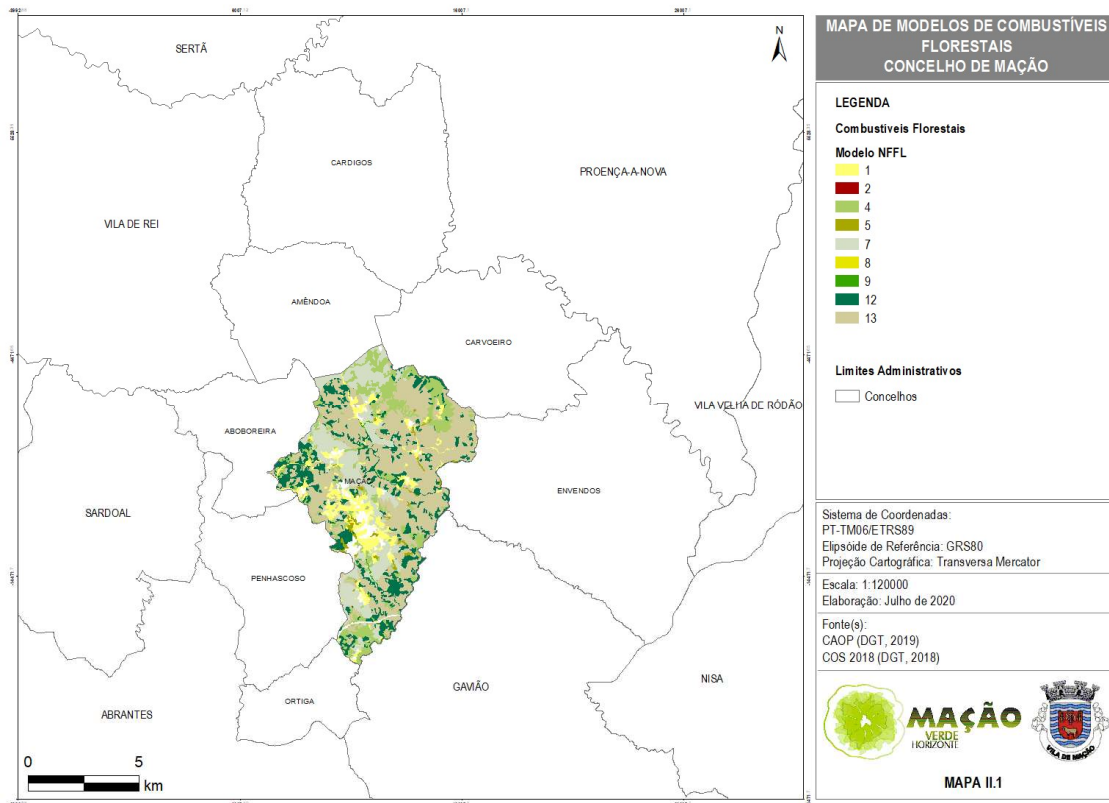 MAPA DE MODELOS DE COMBUSTÍVEIS
FLORESTAIS
CONCELHO DE MAÇÃO
N
SERTÃ
CARDIGOS
PROENÇA-A-NOVA
VILA DE REI
AMÊNDOA
CARVOEIRO
VILA VELHA DE RÓDÃO
ABOBOREIRA
MAÇÃO
ENVENDOS
SARDOAL
PENHASCOSO
GAVIÃO
NISA
ORTIGA
ABRANTES
0 5
km
LEGENDA
Combustíveis Florestais
Modelo NFFL
1
2
4
5
7
8
9
12
13
Limites Administrativos
Concelhos
Sistema de Coordenadas:
PT-TM06/ETRS89
Elipsóide de Referência: GRS80
Projeção Cartográfica: Transversa Mercator
Escala: 1:120000
Elaboração: Julho de 2020
Fonte(s):
CAOP (DGT, 2019)
COS 2018 (DGT, 2018)
MAÇÃO
VERDE
HORIZONTE
VILA DE MAÇÃO
MAPA II.1